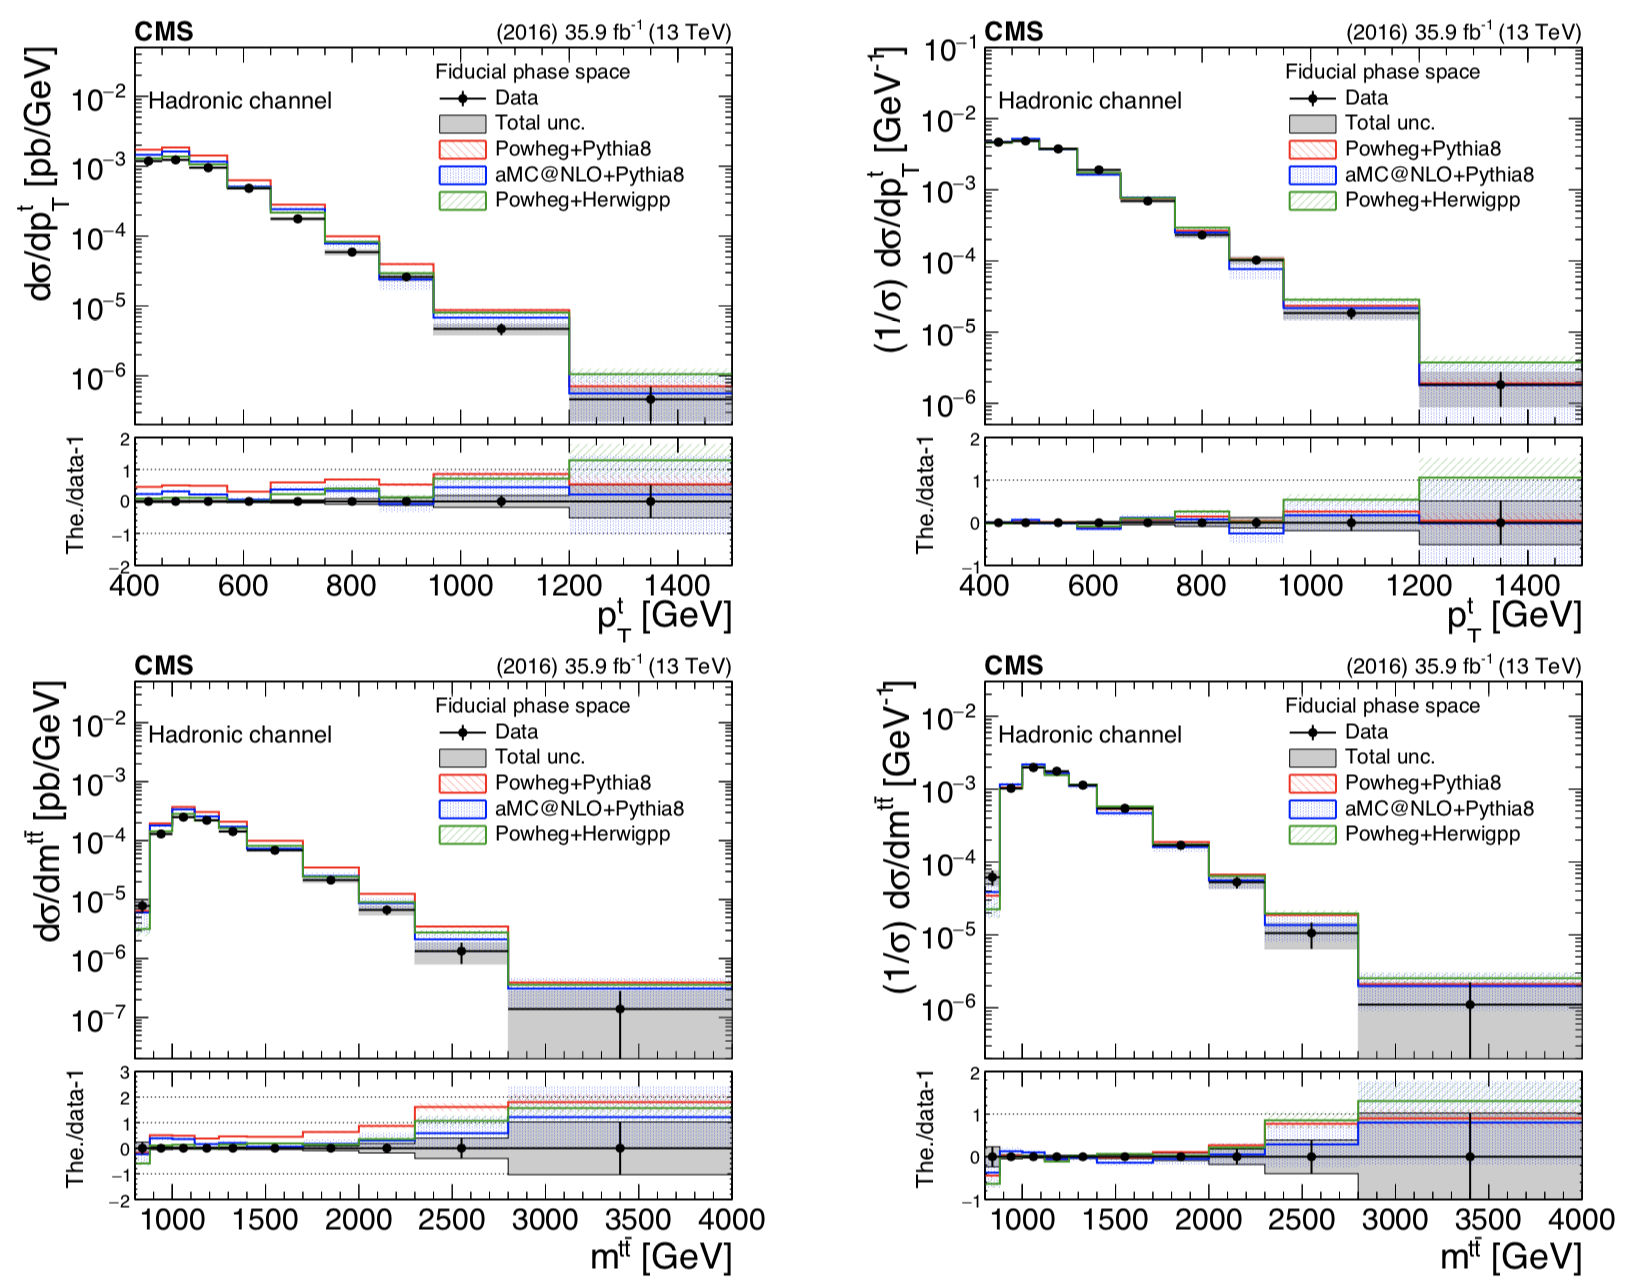 CMS (2016) 35.9 fb⁻¹ (13 TeV)
dσ/dp_T^t [pb/GeV]
Hadronic channel
Fiducial phase space
Data
Total unc.
Powheg+Pythia8
aMC@NLO+Pythia8
Powheg+Herwigpp
10⁻²
10⁻³
10⁻⁴
10⁻⁵
10⁻⁶
The./data-1
2
1
0
−1
−2
400 600 800 1000 1200 1400
p_T^t [GeV]
CMS (2016) 35.9 fb⁻¹ (13 TeV)
(1/σ) dσ/dp_T^t [GeV⁻¹]
Hadronic channel
Fiducial phase space
Data
Total unc.
Powheg+Pythia8
aMC@NLO+Pythia8
Powheg+Herwigpp
10⁻¹
10⁻²
10⁻³
10⁻⁴
10⁻⁵
10⁻⁶
The./data-1
2
1
0
−1
400 600 800 1000 1200 1400
p_T^t [GeV]
CMS (2016) 35.9 fb⁻¹ (13 TeV)
dσ/dm^tt̄ [pb/GeV]
Hadronic channel
Fiducial phase space
Data
Total unc.
Powheg+Pythia8
aMC@NLO+Pythia8
Powheg+Herwigpp
10⁻²
10⁻³
10⁻⁴
10⁻⁵
10⁻⁶
10⁻⁷
The./data-1
3
2
1
0
−1
−2
1000 1500 2000 2500 3000 3500 4000
m^tt̄ [GeV]
CMS (2016) 35.9 fb⁻¹ (13 TeV)
(1/σ) dσ/dm^tt̄ [GeV⁻¹]
Hadronic channel
Fiducial phase space
Data
Total unc.
Powheg+Pythia8
aMC@NLO+Pythia8
Powheg+Herwigpp
10⁻²
10⁻³
10⁻⁴
10⁻⁵
10⁻⁶
The./data-1
2
1
0
−1
1000 1500 2000 2500 3000 3500 4000
m^tt̄ [GeV]